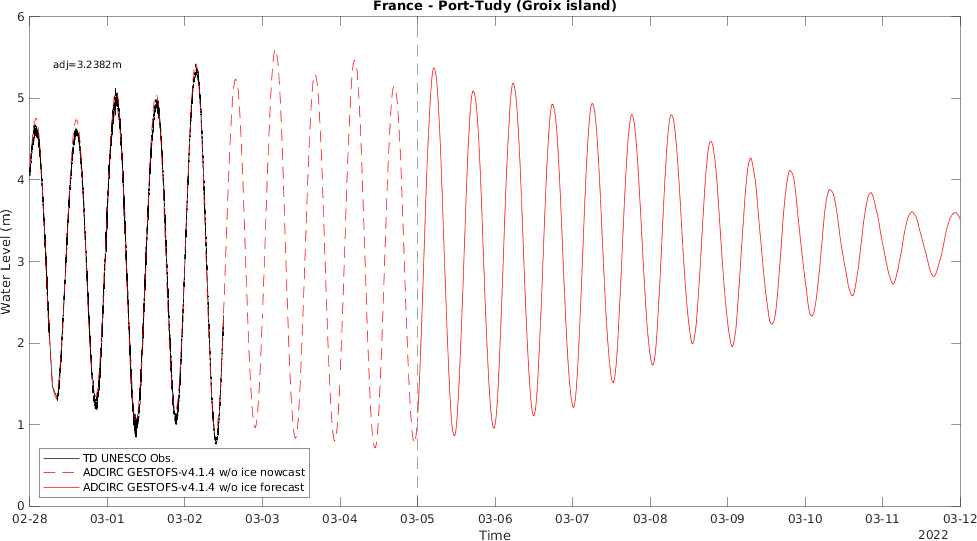 France - Port-Tudy (Groix island)
adj=3.2382m
Water Level (m)
6
5
4
3
2
1
0
TD UNESCO Obs.
ADCIRC GESTOFS-v4.1.4 w/o ice nowcast
ADCIRC GESTOFS-v4.1.4 w/o ice forecast
02-28 03-01 03-02 03-03 03-04 03-05 03-06 03-07 03-08 03-09 03-10 03-11 03-12
Time
2022